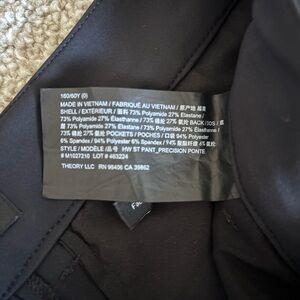 160/60Y (0)
MADE IN VIETNAM / FABRIQUÉ AU VIETNAM / 原产地 越南
SHELL / EXTÉRIEUR / 面料 73% Polyamide 27% Elastane /
73% Polyamide 27% Élasthanne / 73% 锦纶 27% 氨纶 BACK / DOS /
73% Polyamide 27% Elastane / 73% Polyamide 27% Élasthanne /
73% 锦纶 27% 氨纶 POCKETS / POCHES / 口袋 94% Polyester
6% Spandex / 94% Polyester 6% Spandex / 94% 聚酯纤维 6% 氨纶
STYLE / MODÈLE / 品号 HW ST PANT_PRECISION PONTE
# M1027210 LOT # 463224
THEORY LLC RN 98406 CA 39862